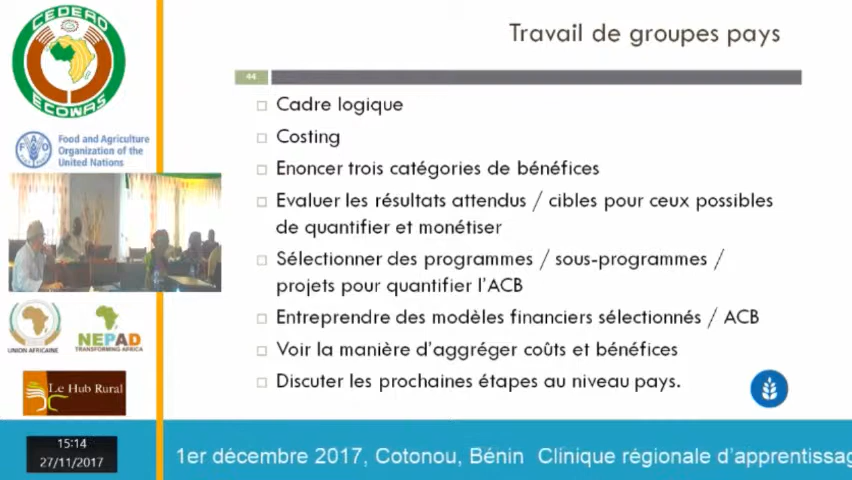 CEDEAO
ECOWAS
Food and Agriculture
Organization of the
United Nations
FAO
UNION AFRICAINE
NEPAD
TRANSFORMING AFRICA
Le Hub Rural
Travail de groupes pays
44
Cadre logique
Costing
Enoncer trois catégories de bénéfices
Evaluer les résultats attendus / cibles pour ceux possibles
de quantifier et monétiser
Sélectionner des programmes / sous-programmes /
projets pour quantifier l'ACB
Entreprendre des modèles financiers sélectionnés / ACB
Voir la manière d'aggréger coûts et bénéfices
Discuter les prochaines étapes au niveau pays.
15:14
27/11/2017
1er décembre 2017, Cotonou, Bénin Clinique régionale d'apprentissag